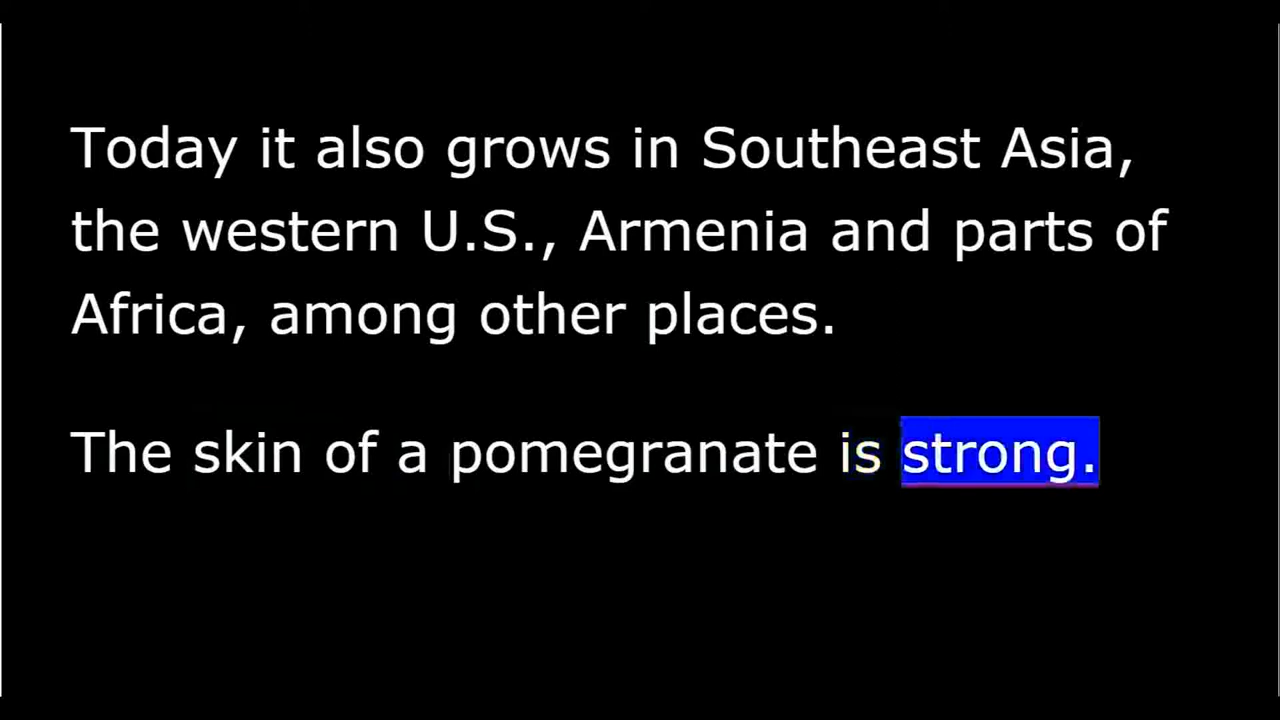 Today it also grows in Southeast Asia,
the western U.S., Armenia and parts of
Africa, among other places.
The skin of a pomegranate is strong.